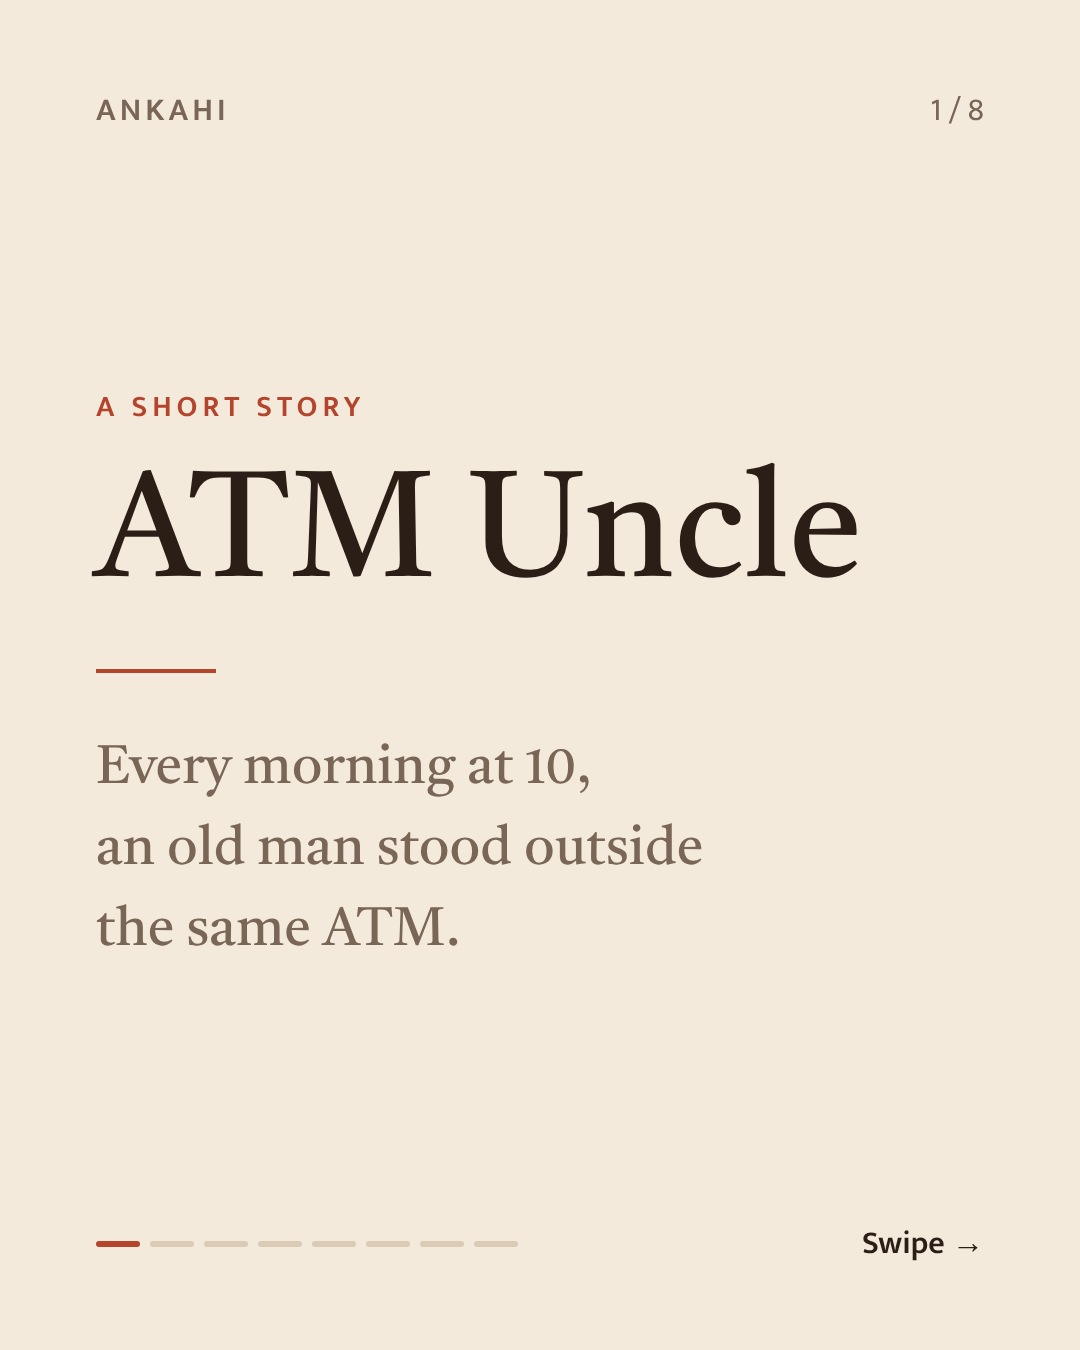 ANKAHI
1 / 8
A SHORT STORY
ATM Uncle
Every morning at 10,
an old man stood outside
the same ATM.
Swipe →